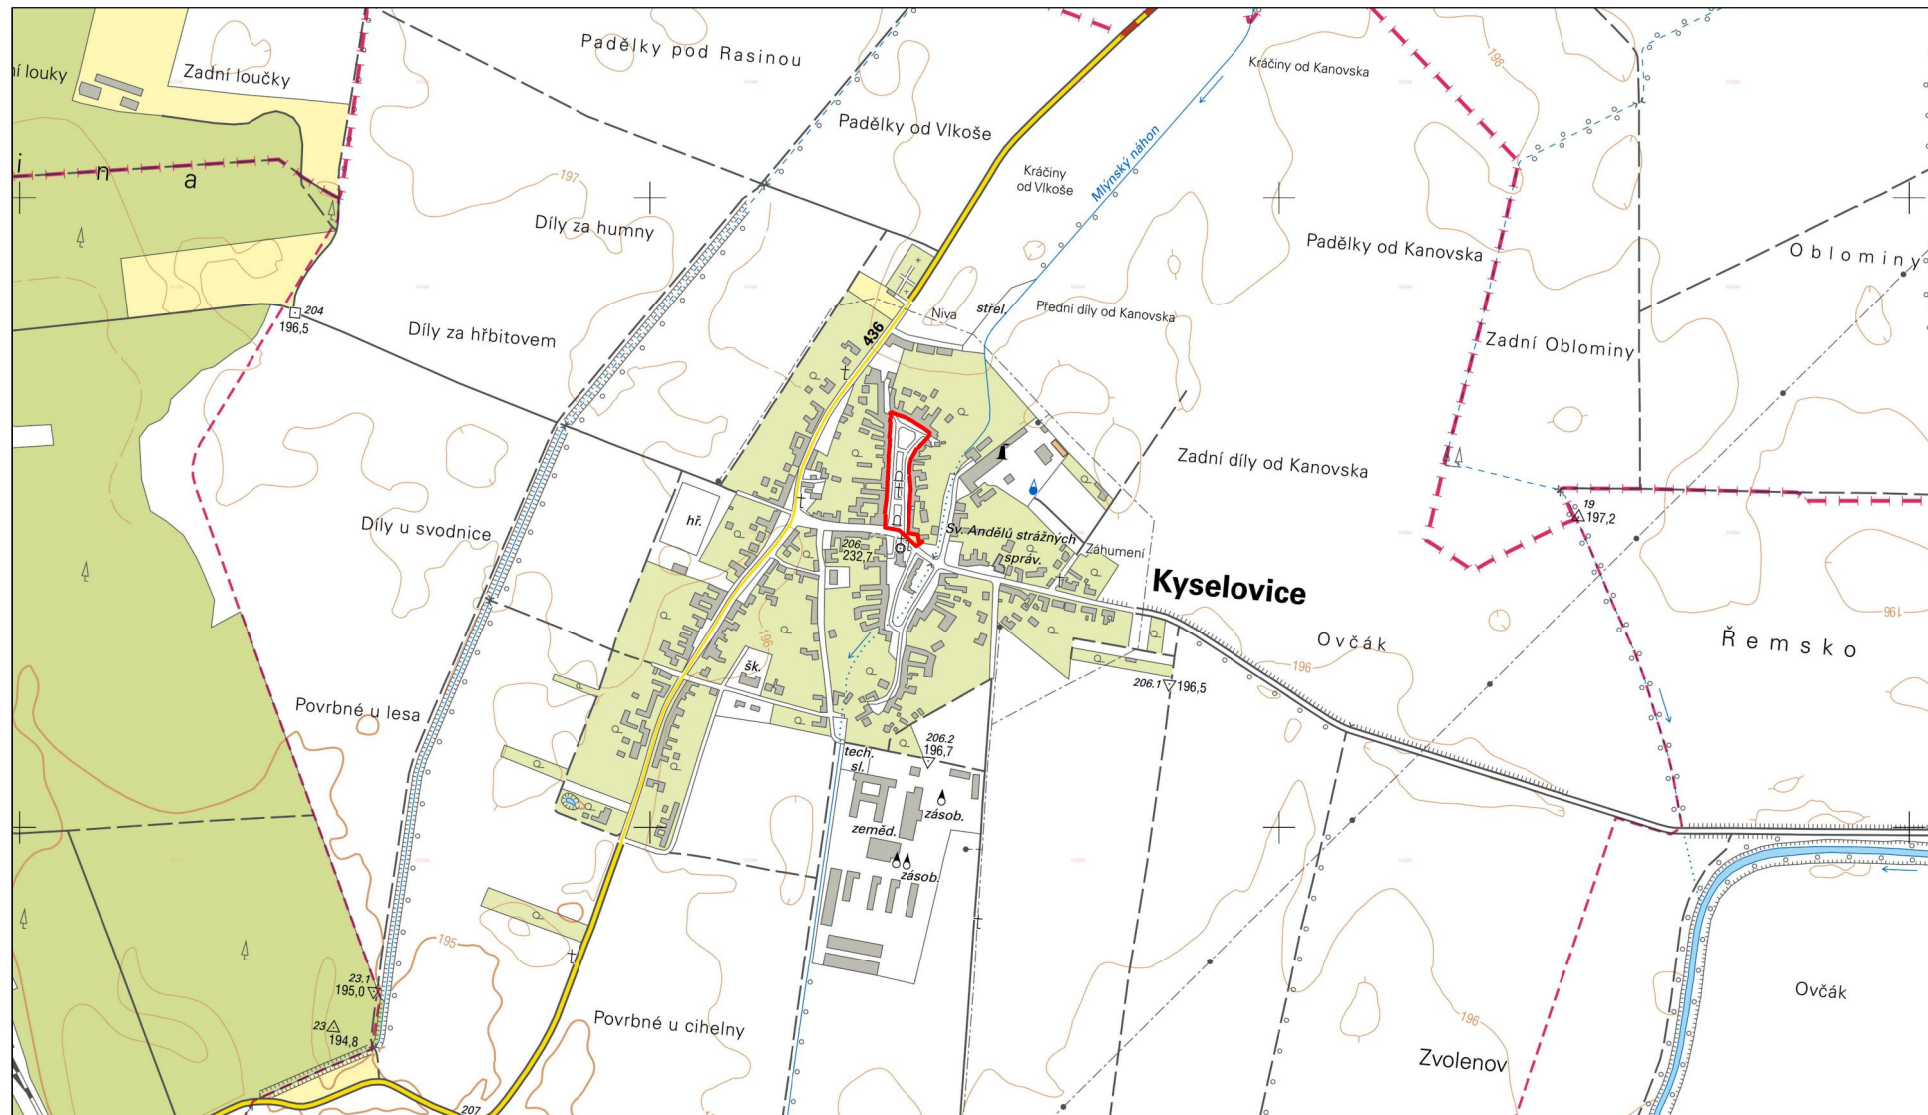 Padělky pod Rasinou
Kráčiny od Kanovska
198
ní louky
Zadní loučky
Padělky od Vlkoše
Mlýnský náhon
i n a
197
Kráčiny
od Vlkoše
Díly za humny
Padělky od Kanovska
Oblominy
204
196,5
Niva
střel.
Přední díly od Kanovska
Díly za hřbitovem
436
Zadní Oblominy
Zadní díly od Kanovska
19
197,2
hř.
Díly u svodnice
206
232,7
Sv. Andělů strážných
správ.
Záhumení
Kyselovice
196
196
Ovčák
Řemsko
196
šk.
206.1
196,5
Povrbné u lesa
206.2
196,7
tech.
sl.
zásob.
zeměd.
zásob.
195
23.1
195,0
Ovčák
23
194,8
Povrbné u cihelny
196
Zvolenov
207